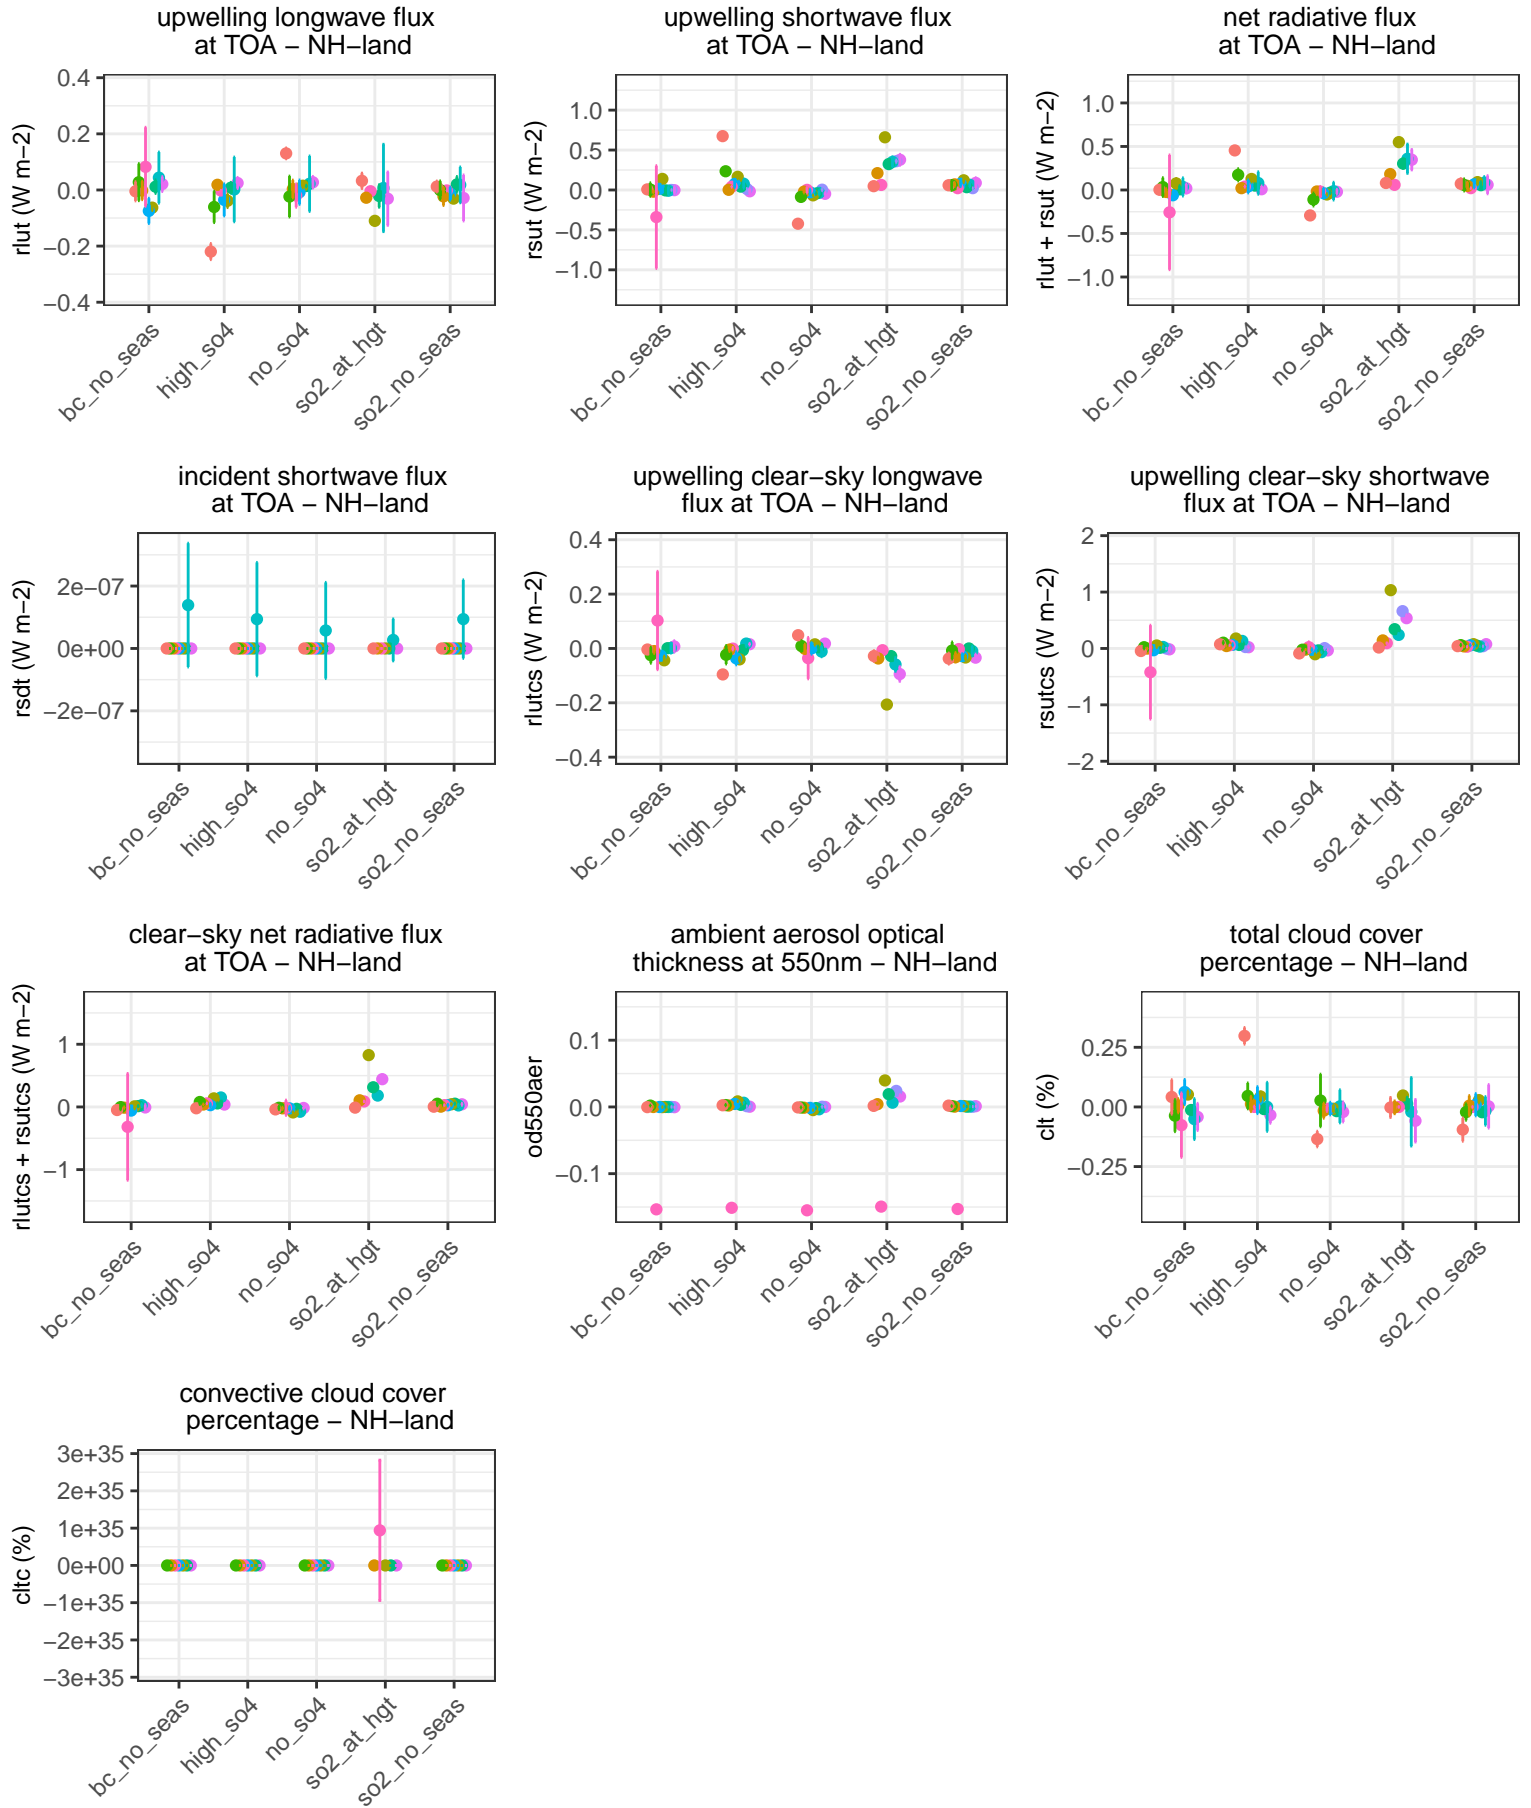 upwelling longwave flux
at TOA − NH−land
rlut (W m−2)
0.4
0.2
0.0
−0.2
−0.4
bc_no_seas
high_so4
no_so4
so2_at_hgt
so2_no_seas
upwelling shortwave flux
at TOA − NH−land
rsut (W m−2)
1.0
0.5
0.0
−0.5
−1.0
bc_no_seas
high_so4
no_so4
so2_at_hgt
so2_no_seas
net radiative flux
at TOA − NH−land
rlut + rsut (W m−2)
1.0
0.5
0.0
−0.5
−1.0
bc_no_seas
high_so4
no_so4
so2_at_hgt
so2_no_seas
incident shortwave flux
at TOA − NH−land
rsdt (W m−2)
2e−07
0e+00
−2e−07
bc_no_seas
high_so4
no_so4
so2_at_hgt
so2_no_seas
upwelling clear−sky longwave
flux at TOA − NH−land
rlutcs (W m−2)
0.4
0.2
0.0
−0.2
−0.4
bc_no_seas
high_so4
no_so4
so2_at_hgt
so2_no_seas
upwelling clear−sky shortwave
flux at TOA − NH−land
rsutcs (W m−2)
2
1
0
−1
−2
bc_no_seas
high_so4
no_so4
so2_at_hgt
so2_no_seas
clear−sky net radiative flux
at TOA − NH−land
rlutcs + rsutcs (W m−2)
1
0
−1
bc_no_seas
high_so4
no_so4
so2_at_hgt
so2_no_seas
ambient aerosol optical
thickness at 550nm − NH−land
od550aer
0.1
0.0
−0.1
bc_no_seas
high_so4
no_so4
so2_at_hgt
so2_no_seas
total cloud cover
percentage − NH−land
clt (%)
0.25
0.00
−0.25
bc_no_seas
high_so4
no_so4
so2_at_hgt
so2_no_seas
convective cloud cover
percentage − NH−land
cltc (%)
3e+35
2e+35
1e+35
0e+00
−1e+35
−2e+35
−3e+35
bc_no_seas
high_so4
no_so4
so2_at_hgt
so2_no_seas